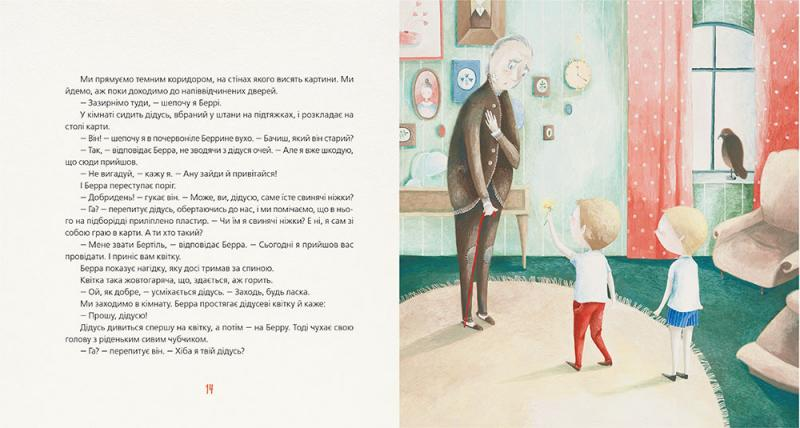 Ми прямуємо темним коридором, на стінах якого висять картини. Ми
йдемо, аж поки доходимо до напіввідчинених дверей.
— Зазирнімо туди, — шепочу я Беррі.
У кімнаті сидить дідусь, вбраний у штани на підтяжках, і розкладає на
столі карти.
— Він! — шепочу я в почервоніле Беррине вухо. — Бачиш, який він старий?
— Так, — відповідає Берра, не зводячи з дідуся очей. — Але я вже шкодую,
що сюди прийшов.
— Не вигадуй, — кажу я. — Ану зайди й привітайся!
І Берра переступає поріг.
— Добридень! — гукає він. — Може, ви, дідусю, саме їсте свинячі ніжки?
— Га? — перепитує дідусь, обертаючись до нас, і ми помічаємо, що в ньо-
го на підборідді приліплено пластир. — Чи їм я свинячі ніжки? Е ні, я сам зі
собою граю в карти. А ти хто такий?
— Мене звати Бертіль, — відповідає Берра. — Сьогодні я прийшов вас
провідати. І приніс вам квітку.
Берра показує нагідку, яку досі тримав за спиною.
Квітка така жовтогаряча, що, здається, аж горить.
— Ой, як добре, — усміхається дідусь. — Заходь, будь ласка.
Ми заходимо в кімнату. Берра простягає дідусеві квітку й каже:
— Прошу, дідусю!
Дідусь дивиться спершу на квітку, а потім — на Берру. Тоді чухає свою
голову з ріденьким сивим чубчиком.
— Га? — перепитує він. — Хіба я твій дідусь?
14